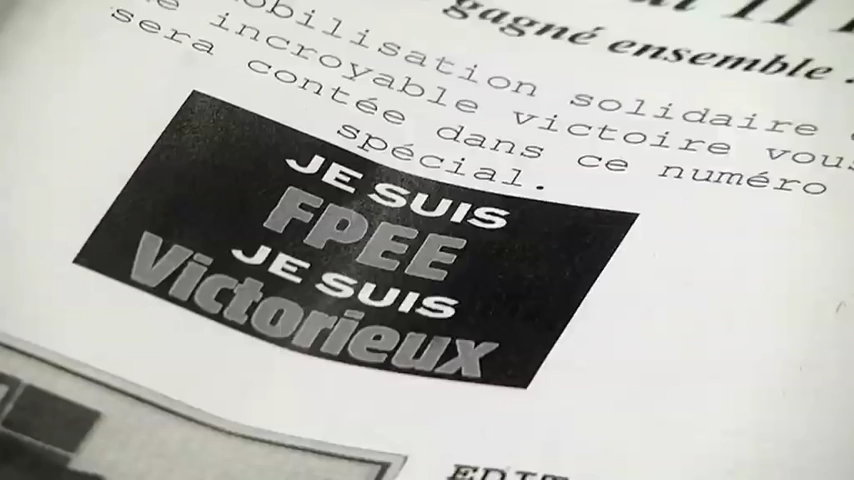 gagné ensemble
mobilisation solidaire
incroyable victoire vous
sera contée dans ce numéro
spécial.
JE SUIS
FPEE
JE SUIS
Victorieux